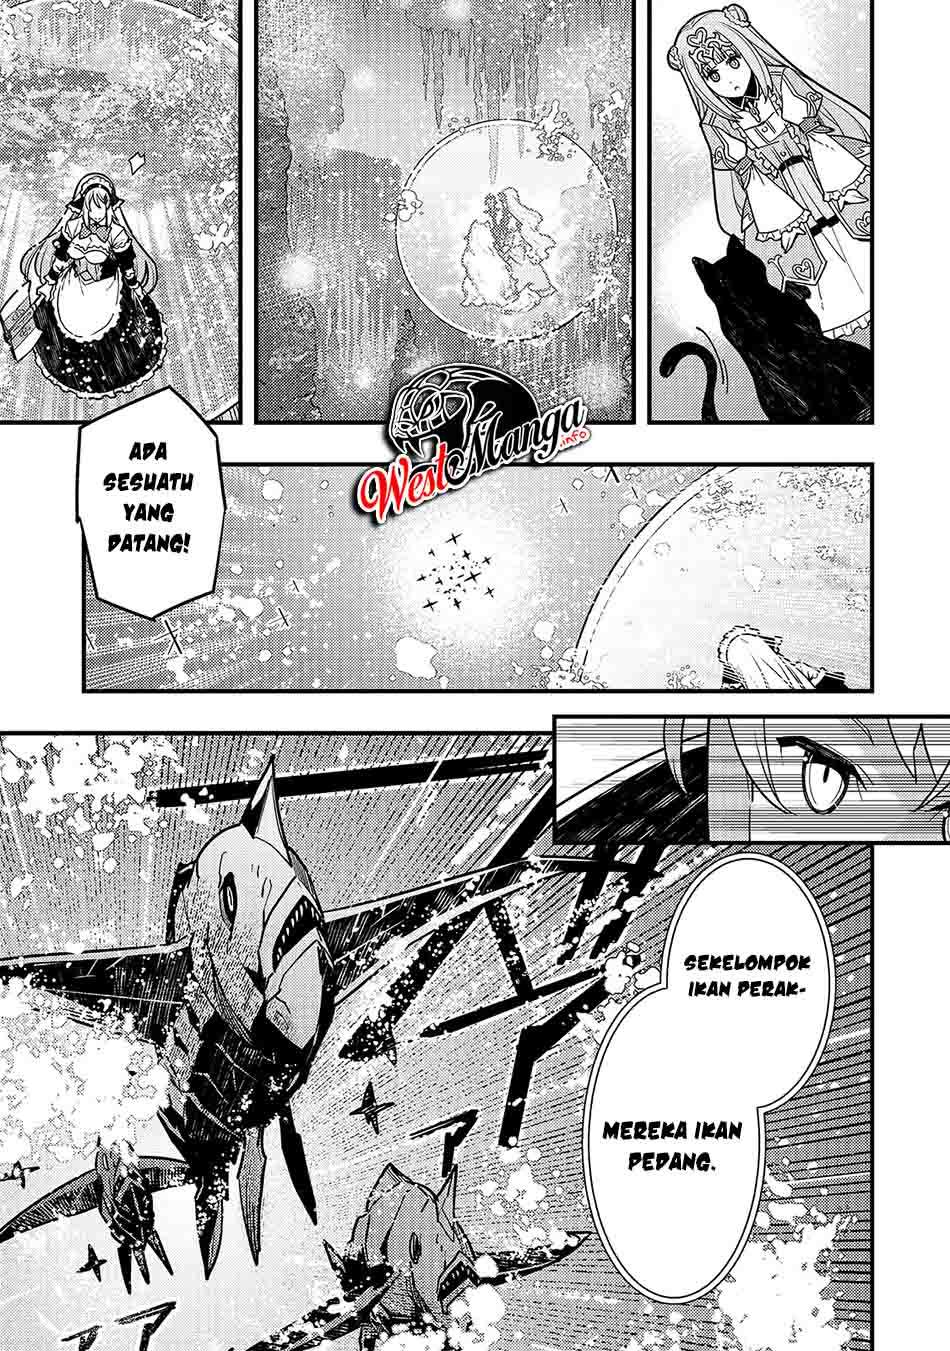 WestManga
.info
ADA
SESUATU
YANG
DATANG!
SEKELOMPOK
IKAN PERAK-
MEREKA IKAN
PEDANG.